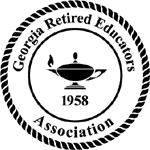 Georgia Retired Educators
1958
Association